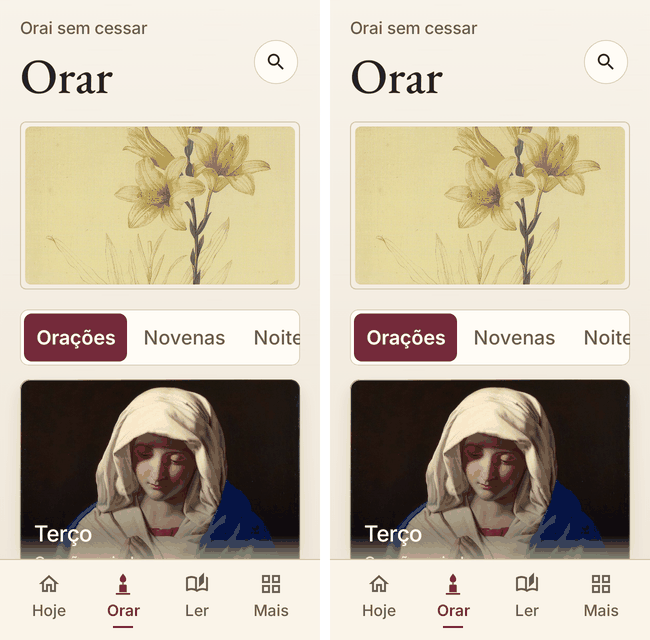 Orai sem cessar
Orar
Orações Novenas Noite
Terço
Hoje Orar Ler Mais
Orai sem cessar
Orar
Orações Novenas Noite
Terço
Hoje Orar Ler Mais